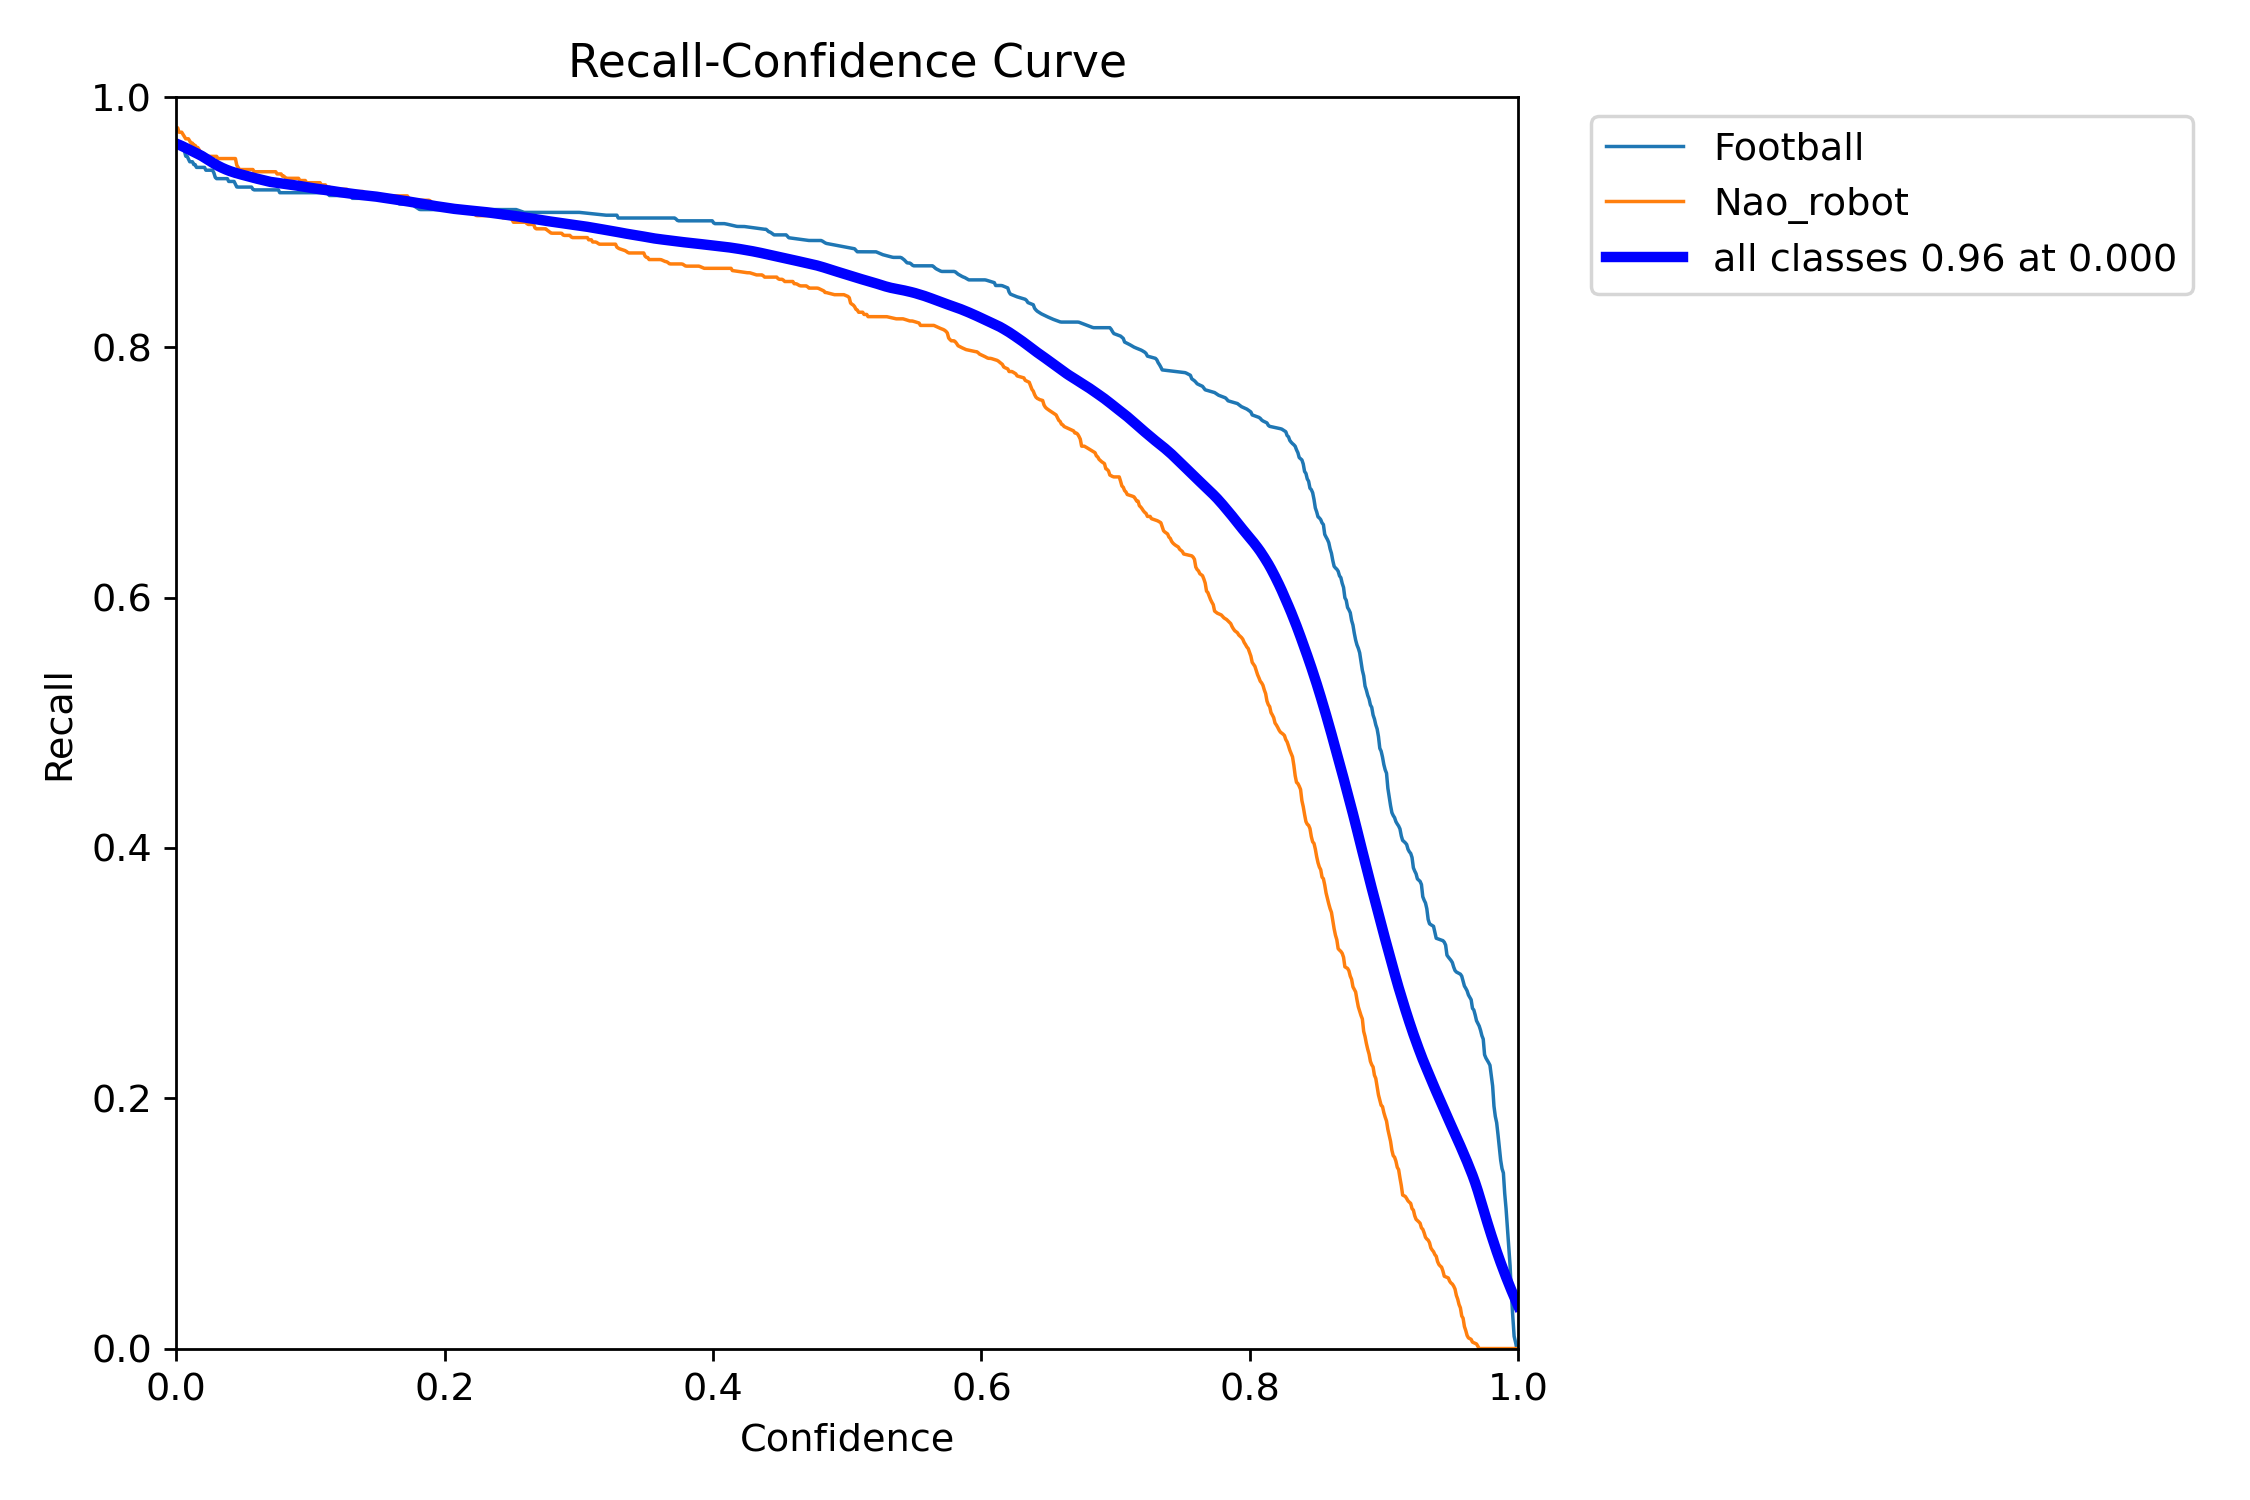 Recall-Confidence Curve
1.0
0.8
0.6
0.4
0.2
0.0
Recall
0.0 0.2 0.4 0.6 0.8 1.0
Confidence
Football
Nao_robot
all classes 0.96 at 0.000